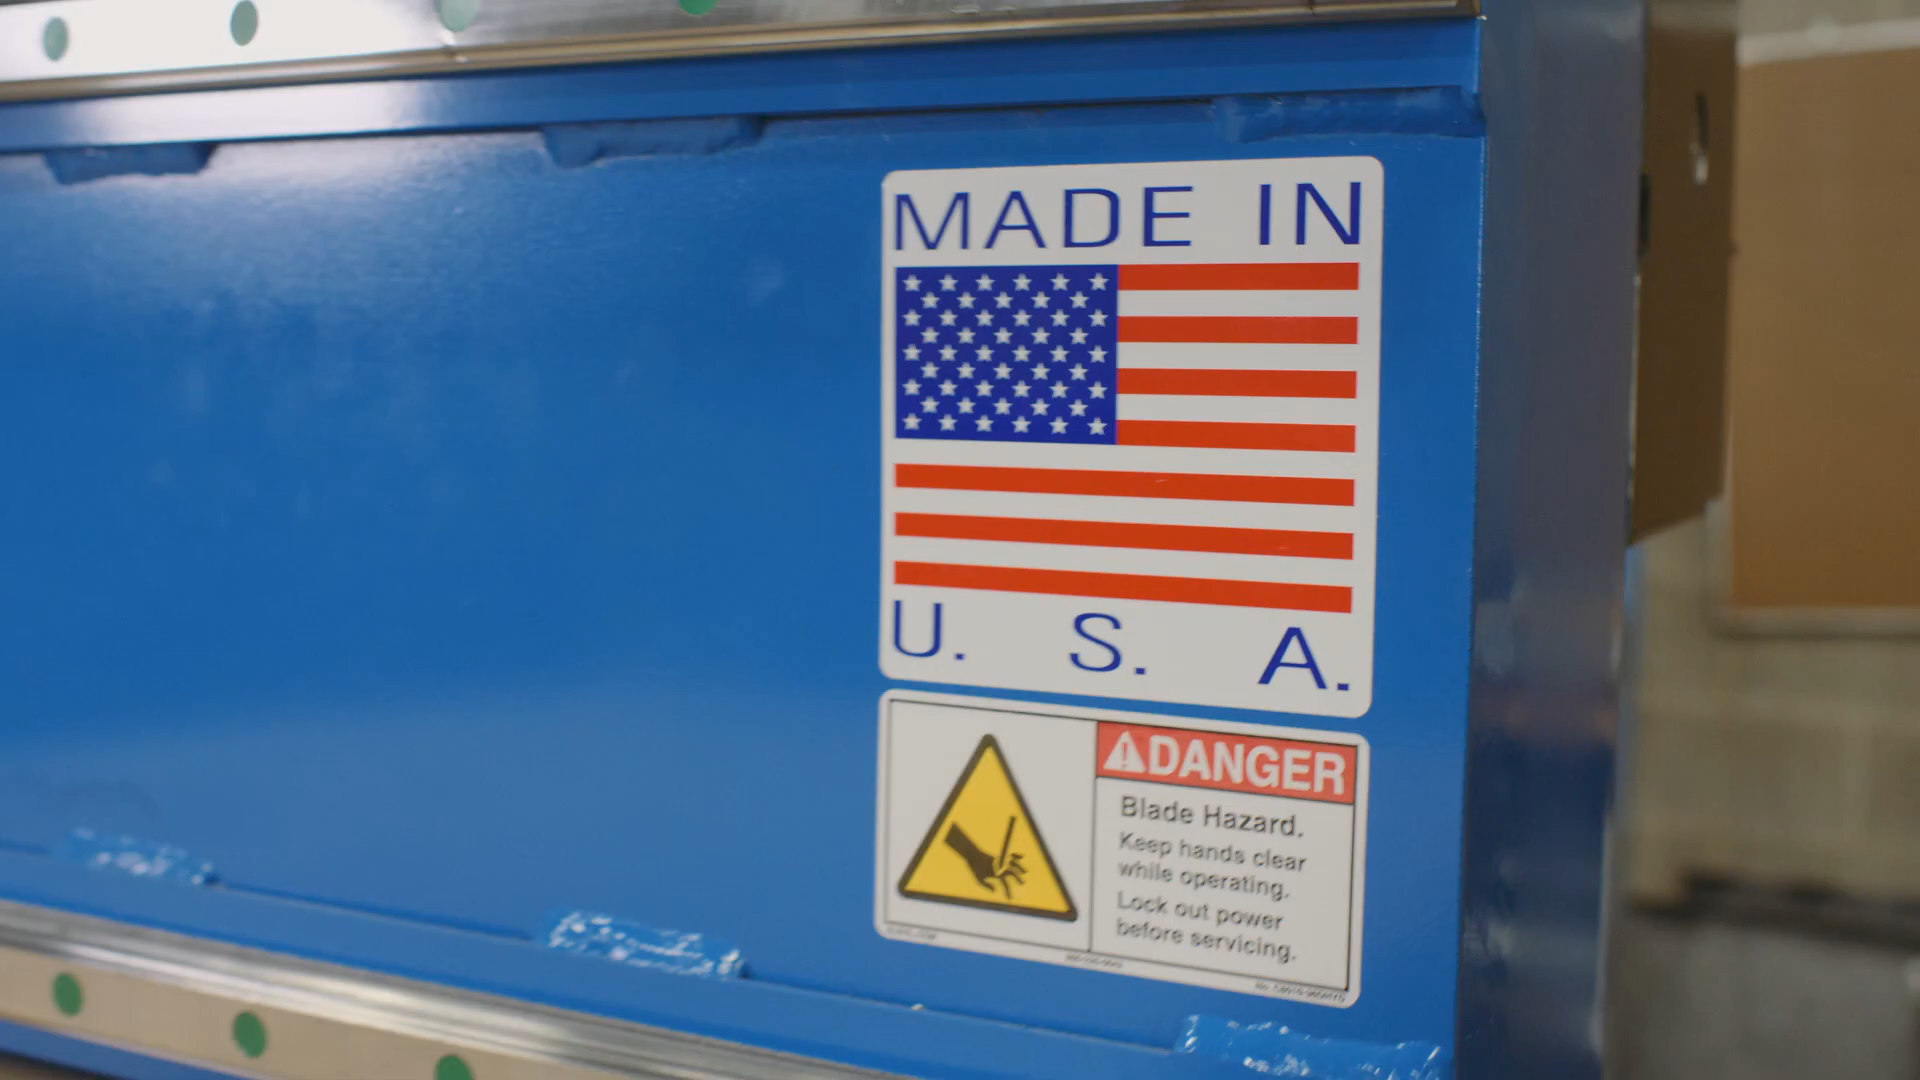 MADE IN
U. S. A.
DANGER
Blade Hazard.
Keep hands clear
while operating.
Lock out power
before servicing.